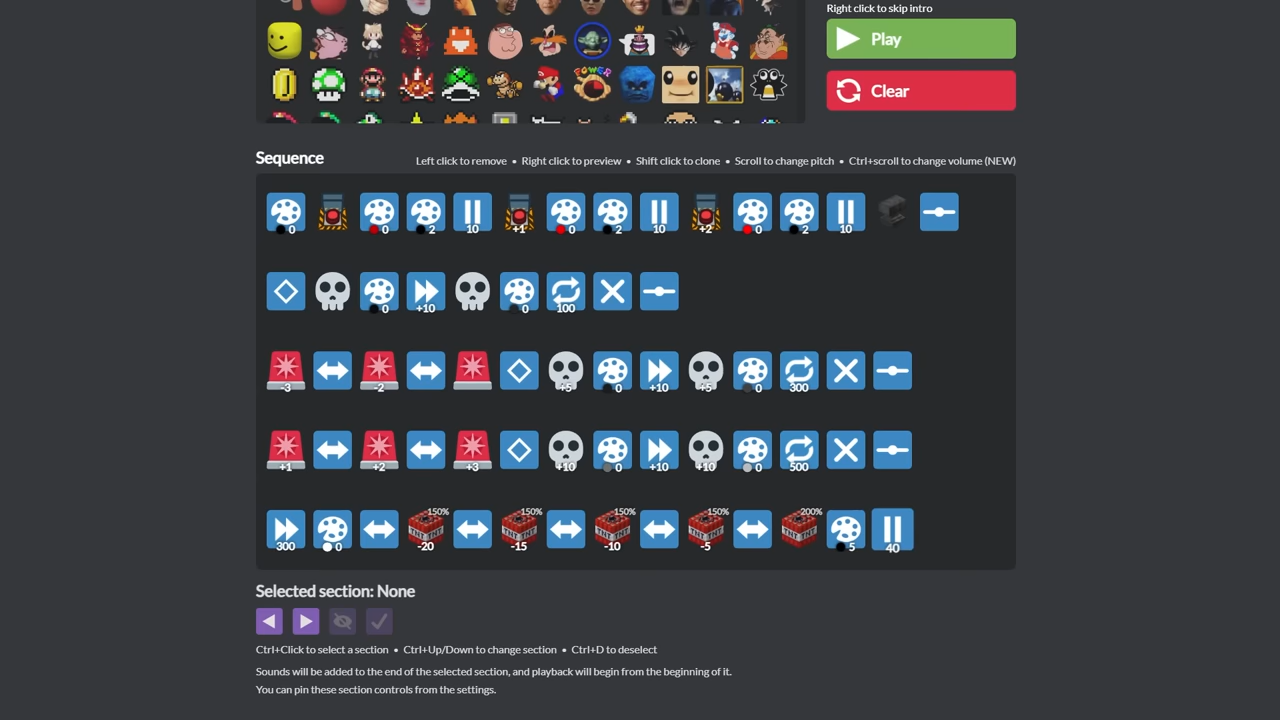 Right click to skip intro
Play
POWER
Clear
Sequence
Left click to remove • Right click to preview • Shift click to clone • Scroll to change pitch • Ctrl+scroll to change volume (NEW)
0 0 2 10 +1 0 2 10 +2 0 2 10
0 +10 0 100
-3 -2 +5 0 +10 +5 0 300
+1 +2 +3 +10 0 +10 +10 0 500
150% 150% 150% 150% 200%
TNT TNT TNT TNT TNT
300 0 -20 -15 -10 -5 5 40
Selected section: None
Ctrl+Click to select a section • Ctrl+Up/Down to change section • Ctrl+D to deselect
Sounds will be added to the end of the selected section, and playback will begin from the beginning of it.
You can pin these section controls from the settings.